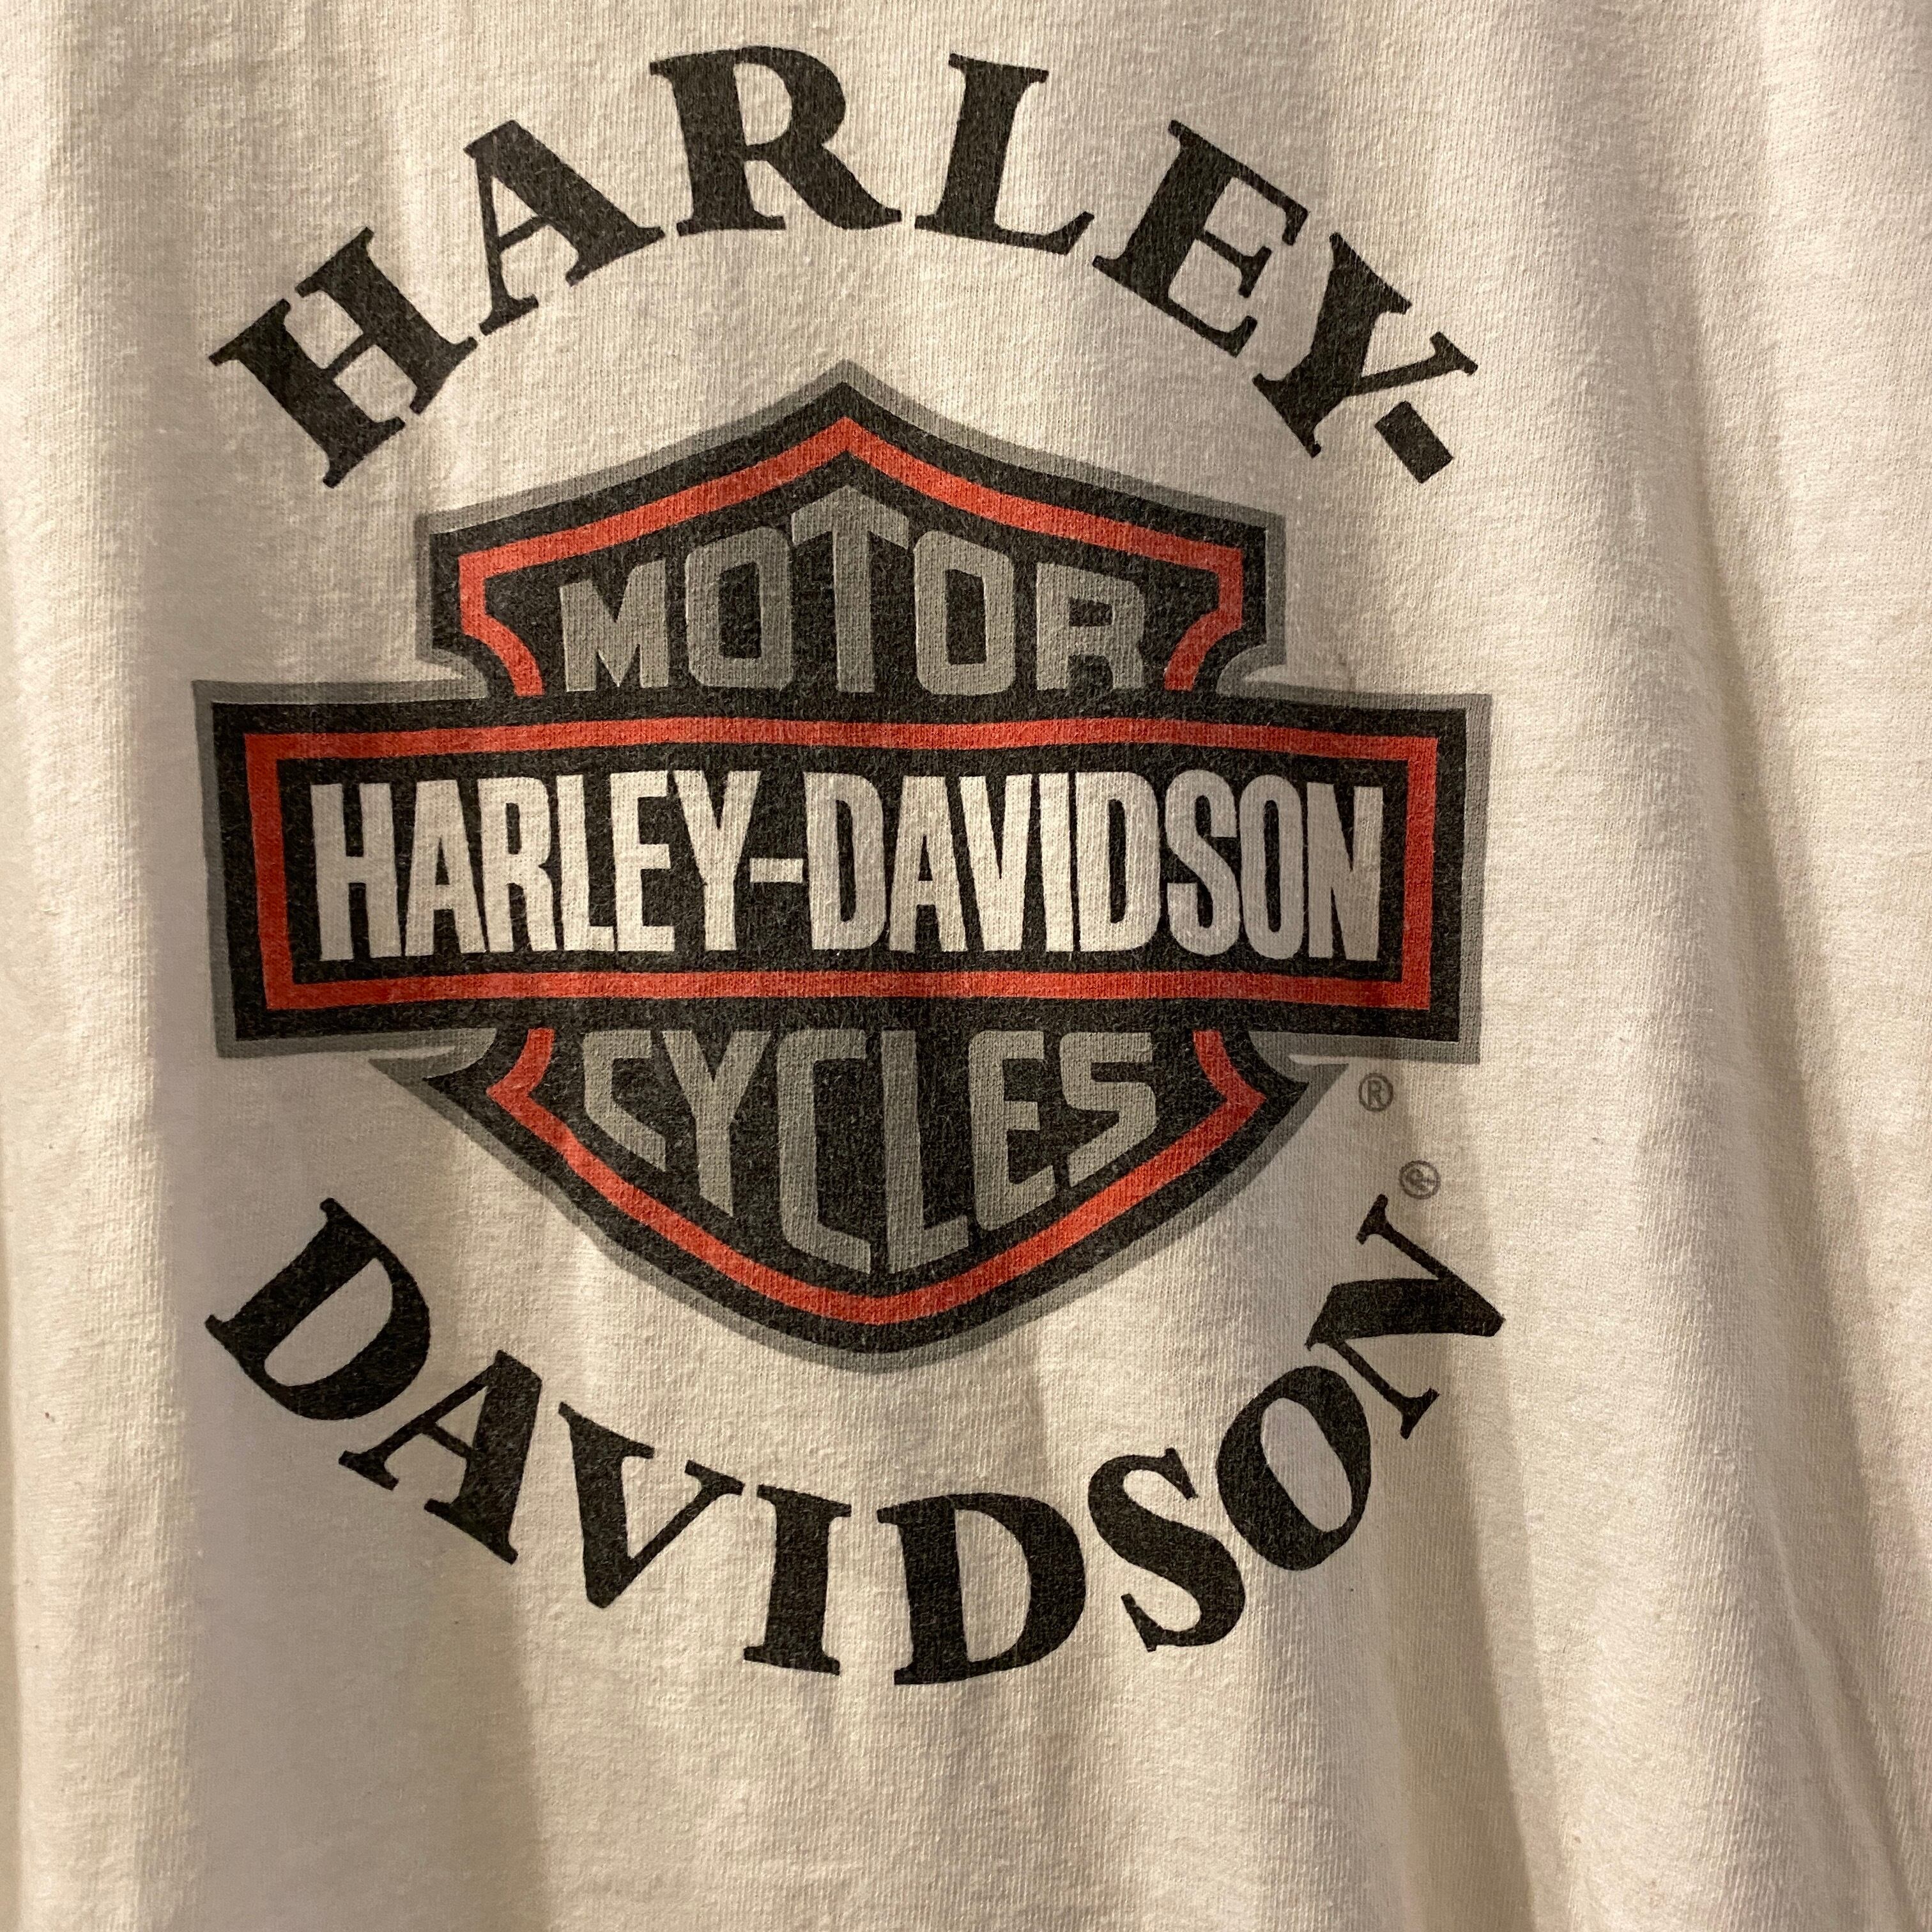 HARLEY-
MOTOR
HARLEY-DAVIDSON
CYCLES
®
®
DAVIDSON